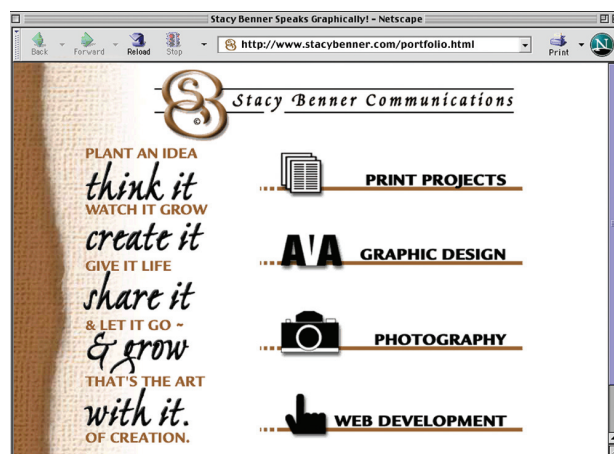 Stacy Benner Speaks Graphically! - Netscape
Back
Forward
Reload
Stop
http://www.stacybenner.com/portfolio.html
Print
N
Stacy Benner Communications
©
PLANT AN IDEA
think it
WATCH IT GROW
create it
GIVE IT LIFE
share it
& LET IT GO ~
& grow
THAT'S THE ART
with it.
OF CREATION.
PRINT PROJECTS
AVA
GRAPHIC DESIGN
PHOTOGRAPHY
WEB DEVELOPMENT